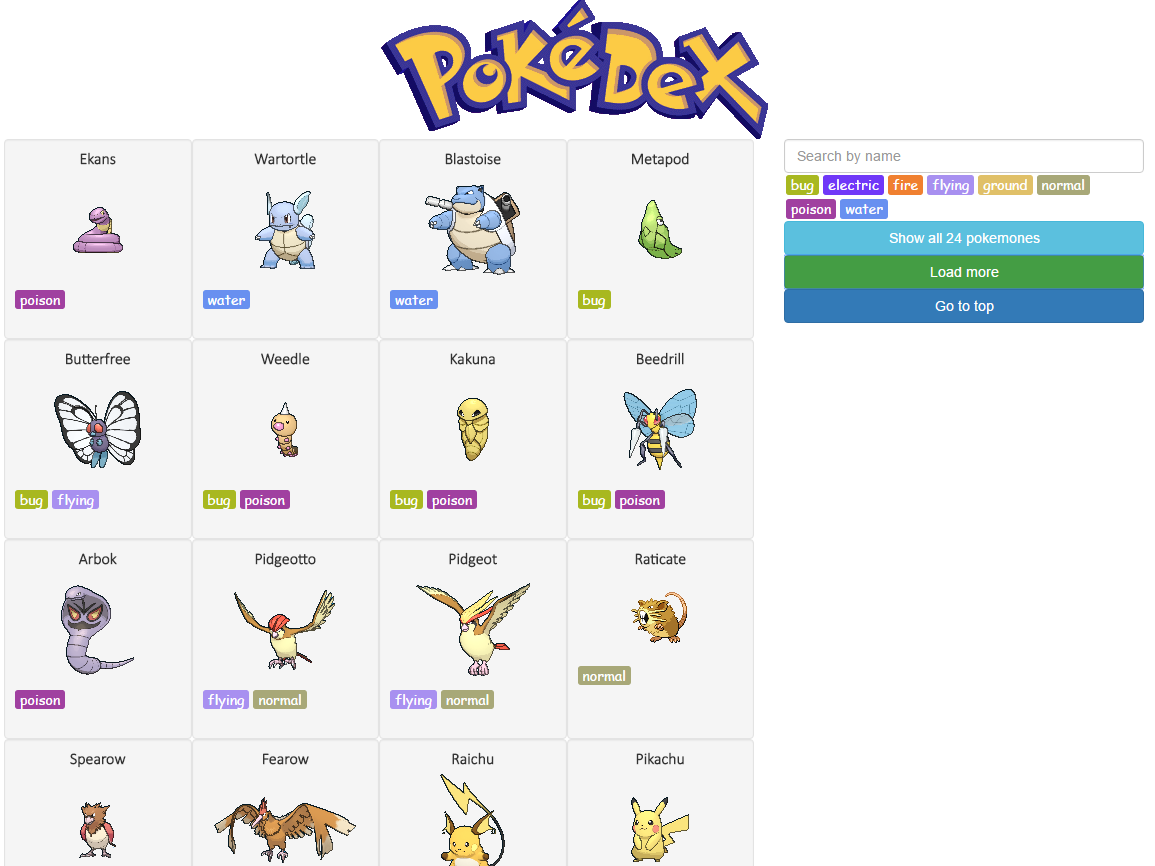 POKéDEX
Ekans
Wartortle
Blastoise
Metapod
poison
water
water
bug
Butterfree
Weedle
Kakuna
Beedrill
bug flying
bug poison
bug poison
bug poison
Arbok
Pidgeotto
Pidgeot
Raticate
poison
flying normal
flying normal
normal
Spearow
Fearow
Raichu
Pikachu
Search by name
bug electric fire flying ground normal
poison water
Show all 24 pokemones
Load more
Go to top